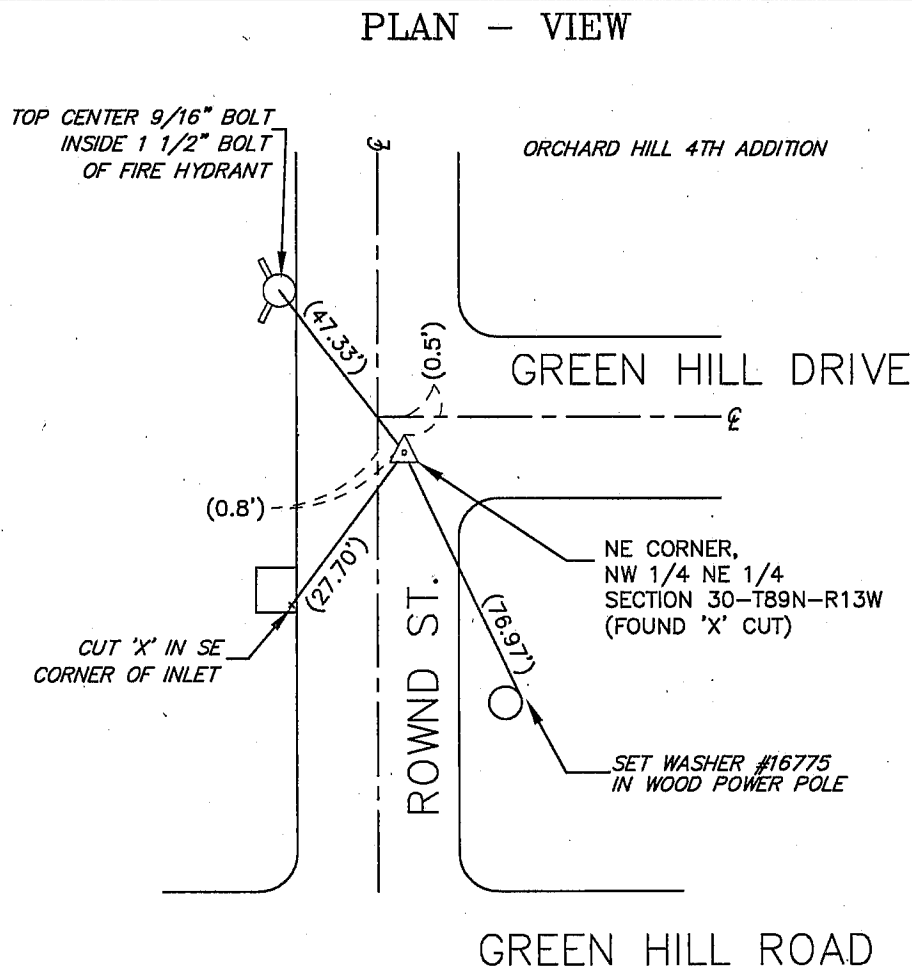 PLAN - VIEW
TOP CENTER 9/16" BOLT
INSIDE 1 1/2" BOLT
OF FIRE HYDRANT
℄
ORCHARD HILL 4TH ADDITION
(47.33')
(0.5')
GREEN HILL DRIVE
℄
(0.8')
(27.70')
NE CORNER,
NW 1/4 NE 1/4
SECTION 30-T89N-R13W
(FOUND 'X' CUT)
(76.97')
CUT 'X' IN SE
CORNER OF INLET
ROWND ST.
SET WASHER #16775
IN WOOD POWER POLE
GREEN HILL ROAD